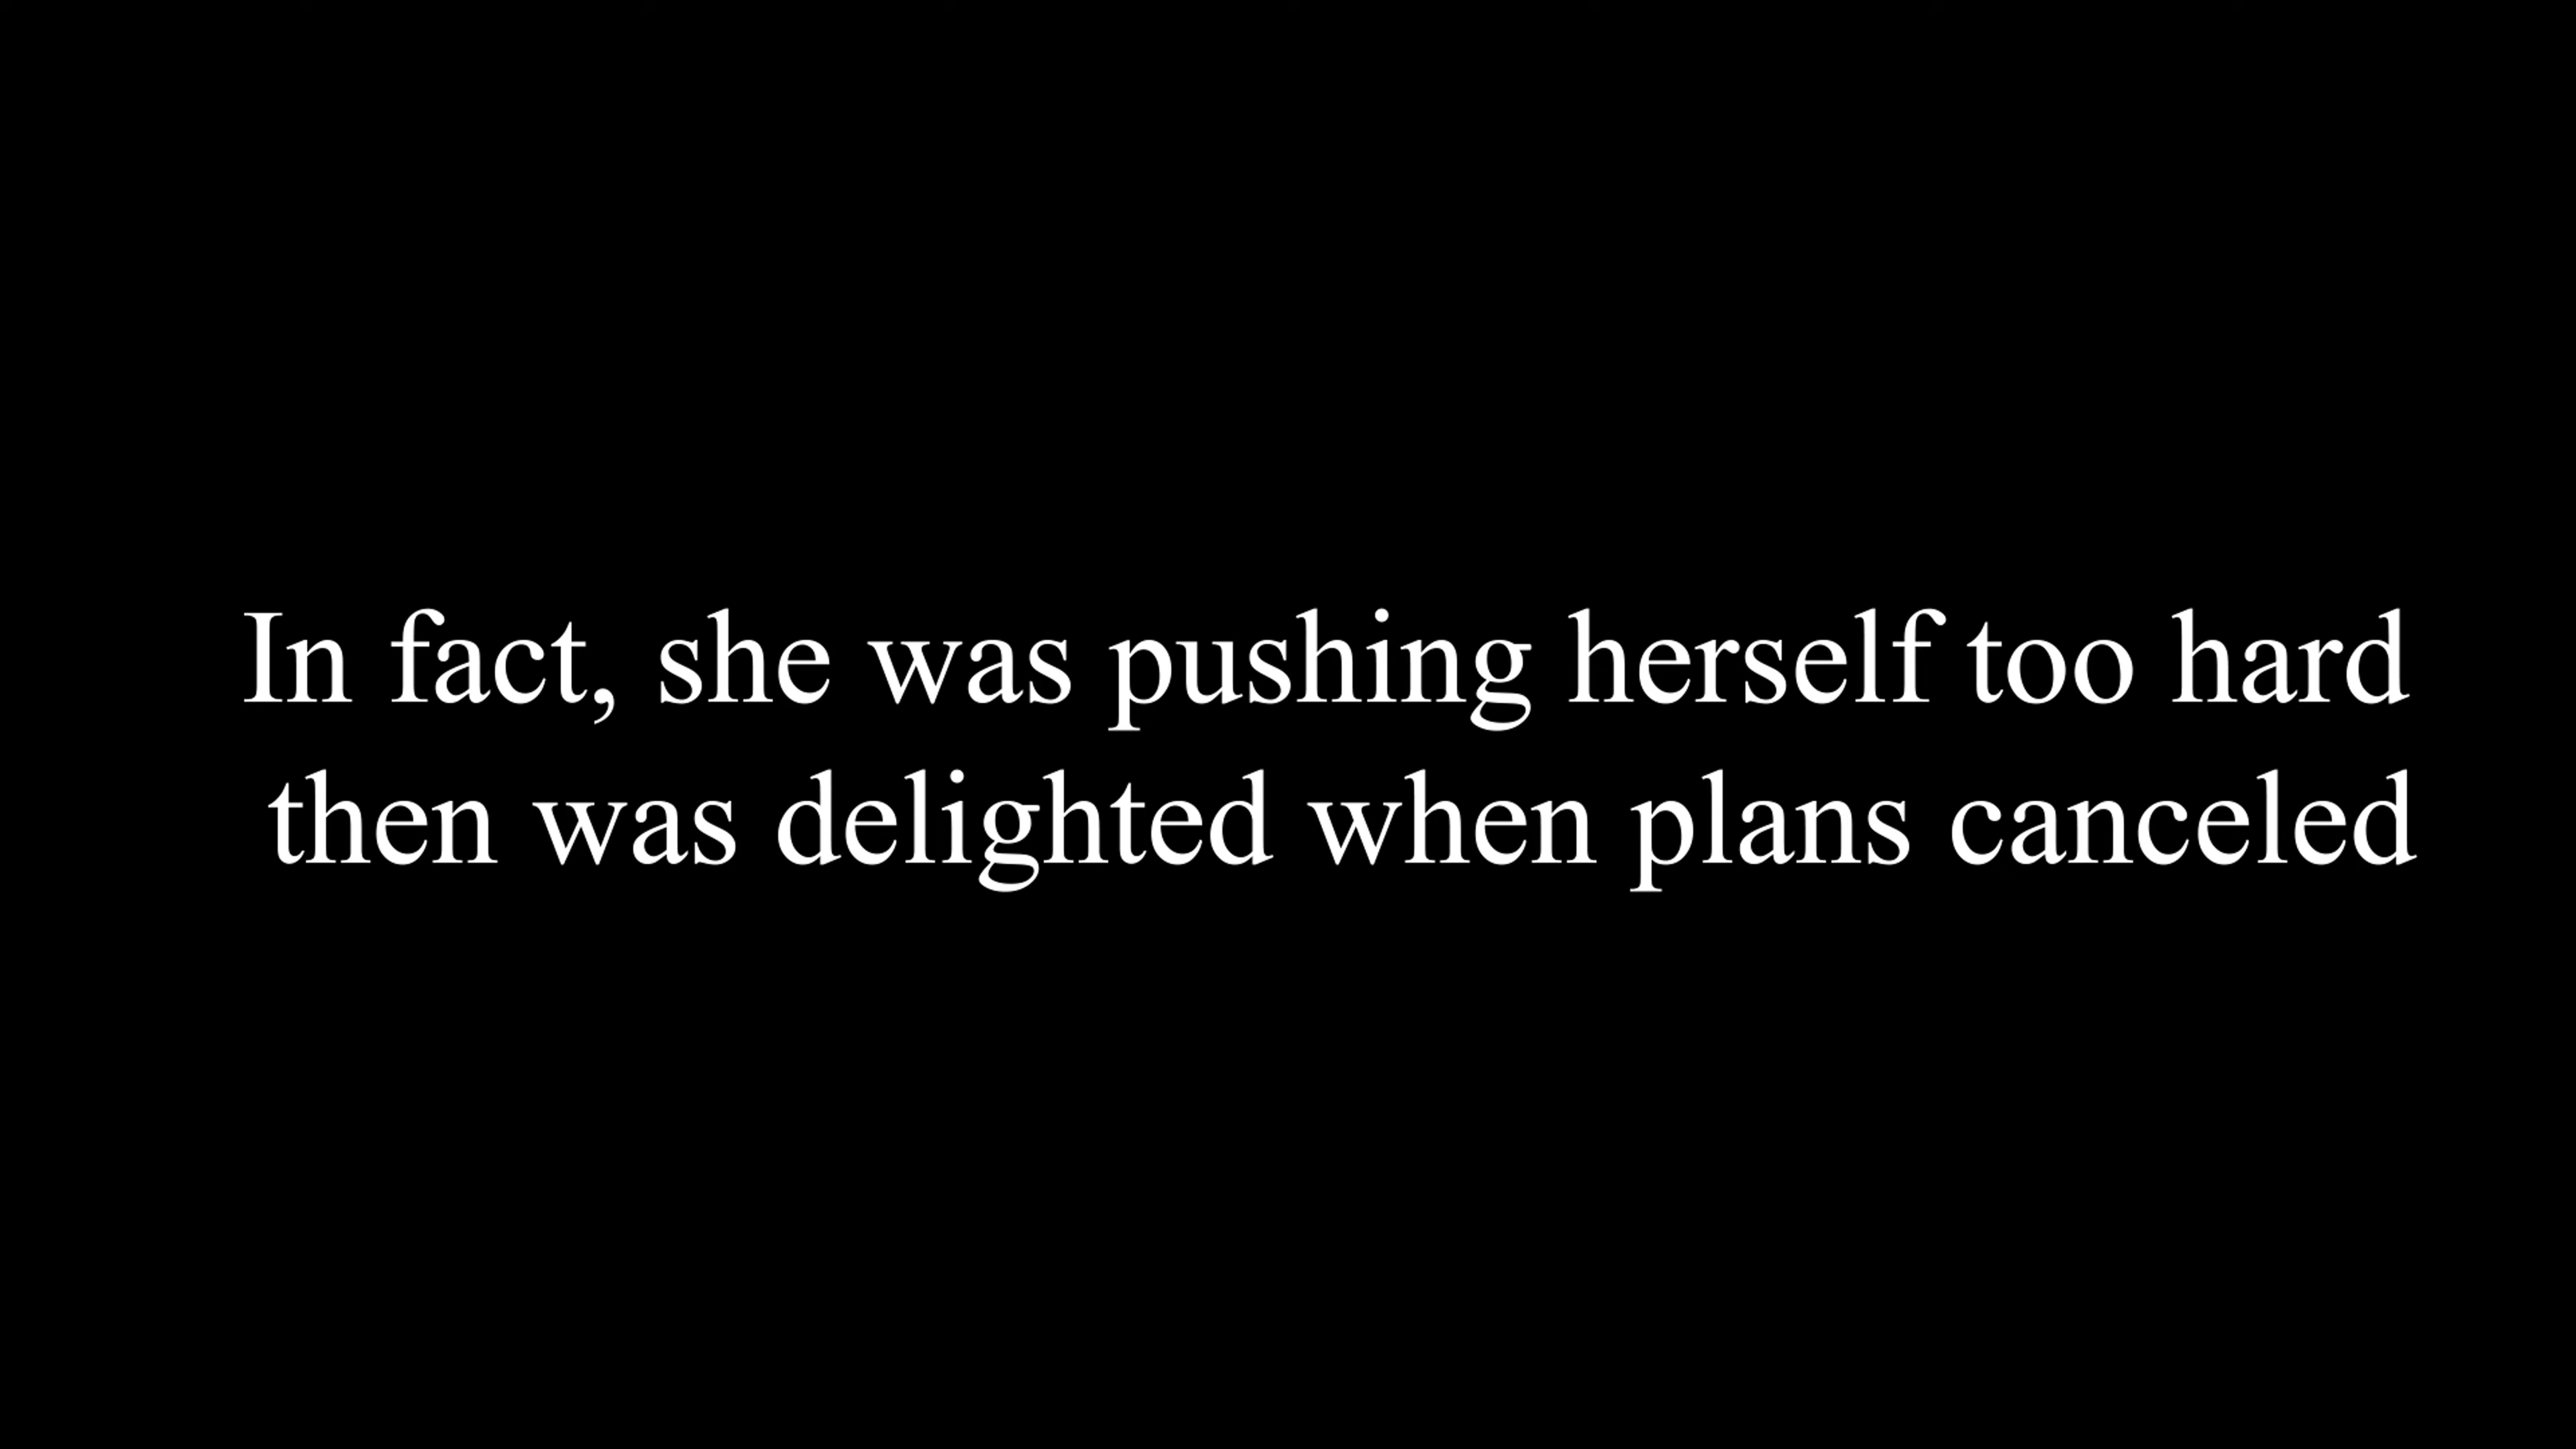 In fact, she was pushing herself too hard
then was delighted when plans canceled